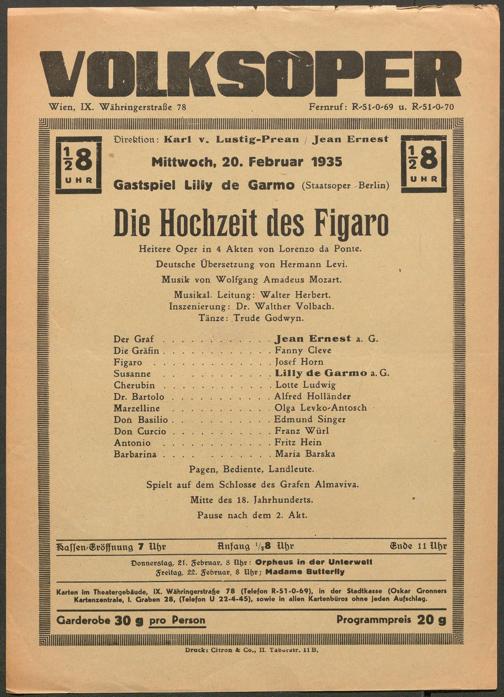 VOLKSOPER
Wien, IX. Währingerstraße 78 Fernruf: R-51-0-69 u. R-51-0-70
Direktion: Karl v. Lustig-Prean / Jean Ernest
1/2 8 UHR
Mittwoch, 20. Februar 1935
1/2 8 UHR
Gastspiel Lilly de Garmo (Staatsoper Berlin)
Die Hochzeit des Figaro
Heitere Oper in 4 Akten von Lorenzo da Ponte.
Deutsche Übersetzung von Hermann Levi.
Musik von Wolfgang Amadeus Mozart.
Musikal. Leitung: Walter Herbert.
Inszenierung: Dr. Walther Volbach.
Tänze: Trude Godwyn.
Der Graf . . . . . . . . . . . . Jean Ernest a. G.
Die Gräfin . . . . . . . . . . . Fanny Cleve
Figaro . . . . . . . . . . . . Josef Horn
Susanne . . . . . . . . . . . . Lilly de Garmo a. G.
Cherubin . . . . . . . . . . . Lotte Ludwig
Dr. Bartolo . . . . . . . . . . Alfred Holländer
Marzelline . . . . . . . . . . . Olga Levko-Antosch
Don Basilio . . . . . . . . . . Edmund Singer
Don Curcio . . . . . . . . . . Franz Würl
Antonio . . . . . . . . . . . . Fritz Hein
Barbarina . . . . . . . . . . . Maria Barska
Pagen, Bediente, Landleute.
Spielt auf dem Schlosse des Grafen Almaviva.
Mitte des 18. Jahrhunderts.
Pause nach dem 2. Akt.
Kassen-Eröffnung 7 Uhr Anfang 1/2 8 Uhr Ende 11 Uhr
Donnerstag, 21. Februar, 8 Uhr: Orpheus in der Unterwelt
Freitag, 22. Februar, 8 Uhr: Madame Butterfly
Karten im Theatergebäude, IX. Währingerstraße 78 (Telefon R-51-0-69), in der Stadtkasse (Oskar Gronners
Kartenzentrale, I. Graben 28, (Telefon U 22-4-45), sowie in allen Kartenbüros ohne jeden Aufschlag.
Garderobe 30 g pro Person Programmpreis 20 g
Druck: Citron & Co., II. Taborstr. 11 B.